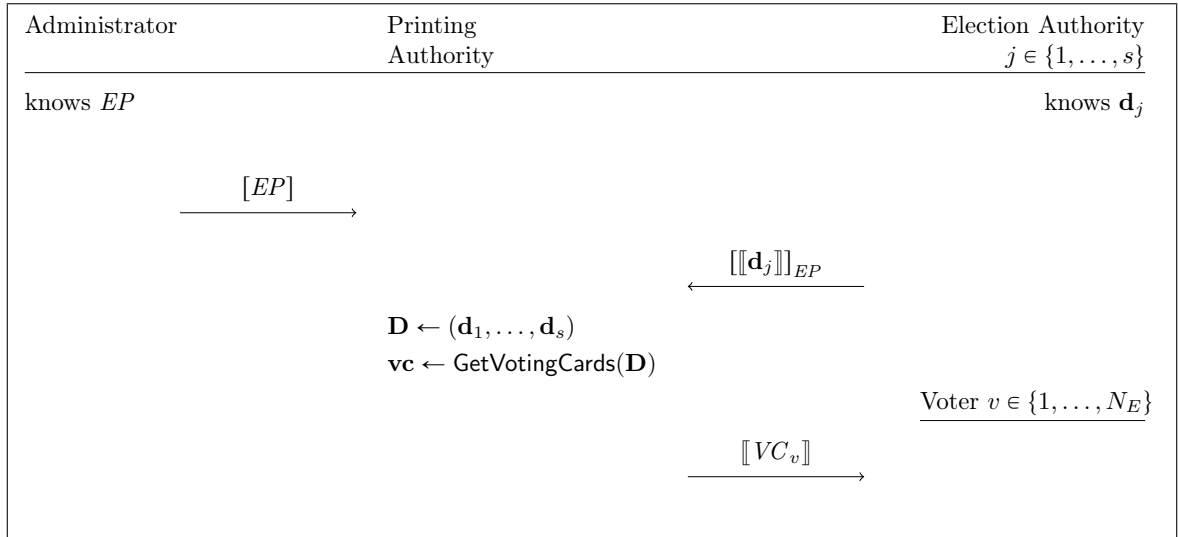 Administrator Printing Authority Election Authority
j ∈ {1, . . . , s}
knows EP knows d_j
[EP]
[⟦d_j⟧]_EP
D ← (d_1, . . . , d_s)
vc ← GetVotingCards(D)
Voter v ∈ {1, . . . , N_E}
⟦VC_v⟧